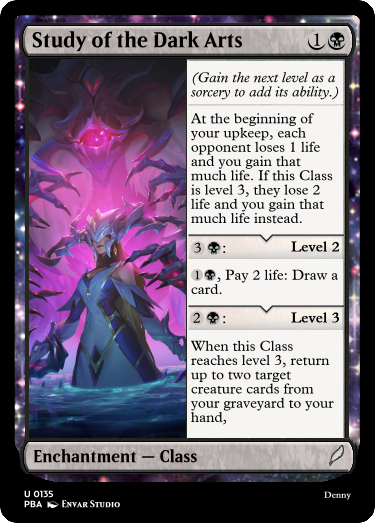 Study of the Dark Arts 1
(Gain the next level as a
sorcery to add its ability.)
At the beginning of
your upkeep, each
opponent loses 1 life
and you gain that
much life. If this Class
is level 3, they lose 2
life and you gain that
much life instead.
3 : Level 2
1 , Pay 2 life: Draw a
card.
2 : Level 3
When this Class
reaches level 3, return
up to two target
creature cards from
your graveyard to your
hand,
Enchantment — Class
U 0135
PBA ENVAR STUDIO Denny